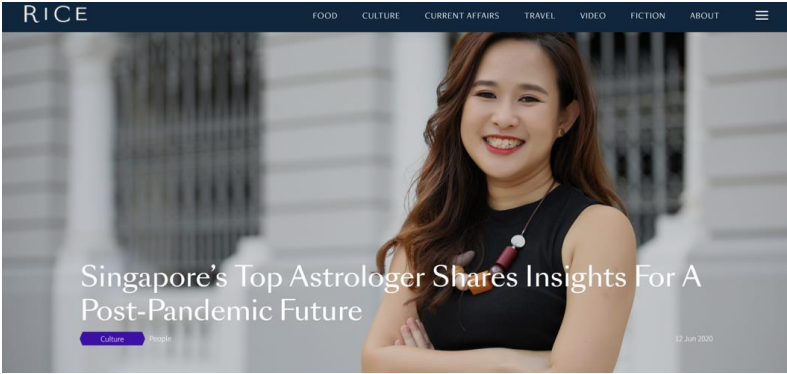 RICE
FOOD CULTURE CURRENT AFFAIRS TRAVEL VIDEO FICTION ABOUT
Singapore's Top Astrologer Shares Insights For A
Post-Pandemic Future
Culture People 12 Jun 2020